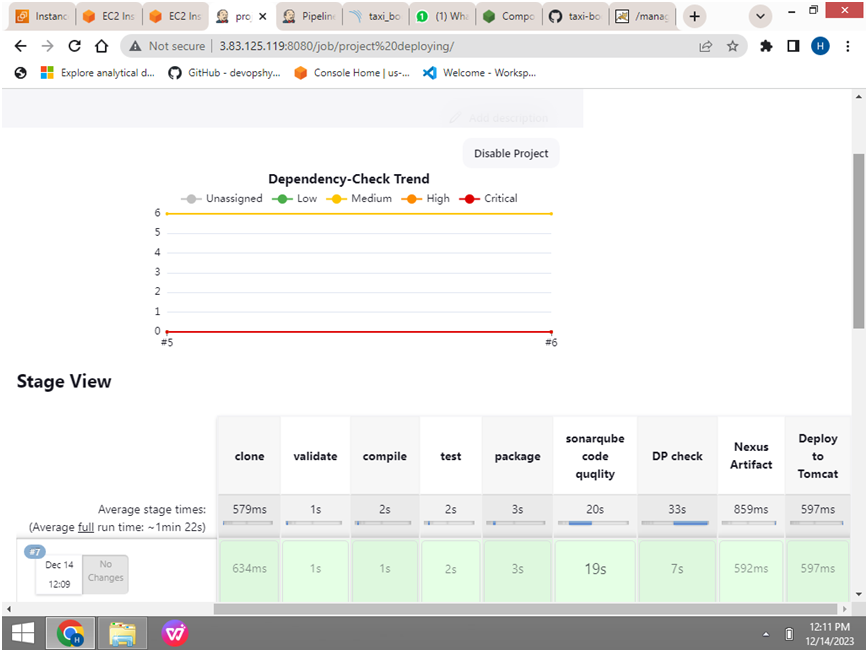 Instanc
EC2 Ins
EC2 Ins
pro
Pipelin
taxi_bo
(1) Wha
Compo
taxi-bo
/manag
Not secure
3.83.125.119:8080/job/project%20deploying/
H
Explore analytical d...
GitHub - devopshy...
Console Home | us-...
Welcome - Worksp...
Add description
Disable Project
Dependency-Check Trend
Unassigned Low Medium High Critical
6
5
4
3
2
1
0
#5 #6
Stage View
clone
validate
compile
test
package
sonarqube
code
quqlity
DP check
Nexus
Artifact
Deploy
to
Tomcat
Average stage times:
(Average full run time: ~1min 22s)
579ms 1s 2s 2s 3s 20s 33s 859ms 597ms
#7
Dec 14
12:09
No
Changes
634ms 1s 1s 2s 3s 19s 7s 592ms 597ms
12:11 PM
12/14/2023